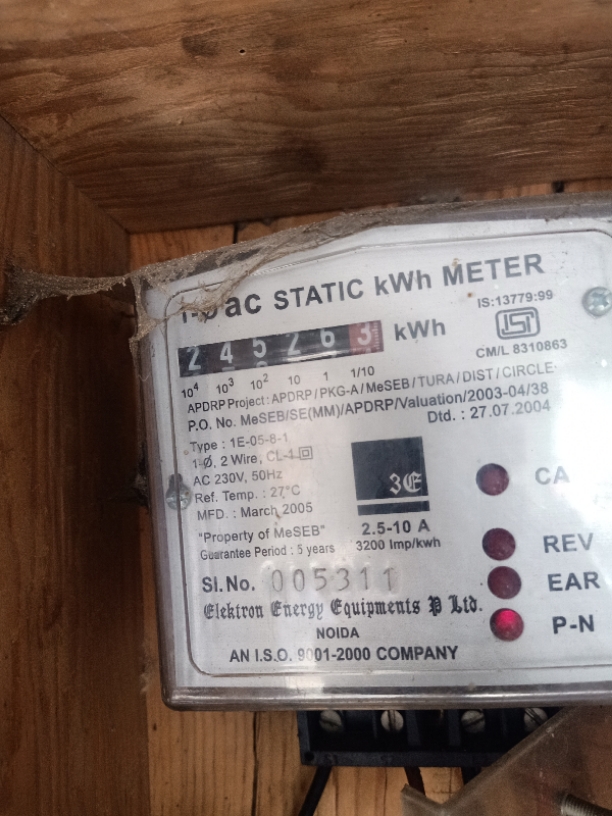 1-Ø ac STATIC kWh METER
IS:13779:99
ISI
CM/L 8310863
245263 kWh
10⁴ 10³ 10² 10 1 1/10
APDRP Project : APDRP / PKG-A / MeSEB / TURA / DIST / CIRCLE
P.O. No. MeSEB/SE(MM)/APDRP/Valuation/2003-04/38
Dtd. : 27.07.2004
Type : 1E-05-8-1
1-Ø, 2 Wire, CL-1
AC 230V, 50Hz
Ref. Temp. : 27°C
MFD. : March 2005
"Property of MeSEB"
Guarantee Period : 5 years
3E
2.5-10 A
3200 Imp/kwh
CA
REV
EAR
P-N
Sl. No. 005311
Elektron Energy Equipments P Ltd.
NOIDA
AN I.S.O. 9001-2000 COMPANY